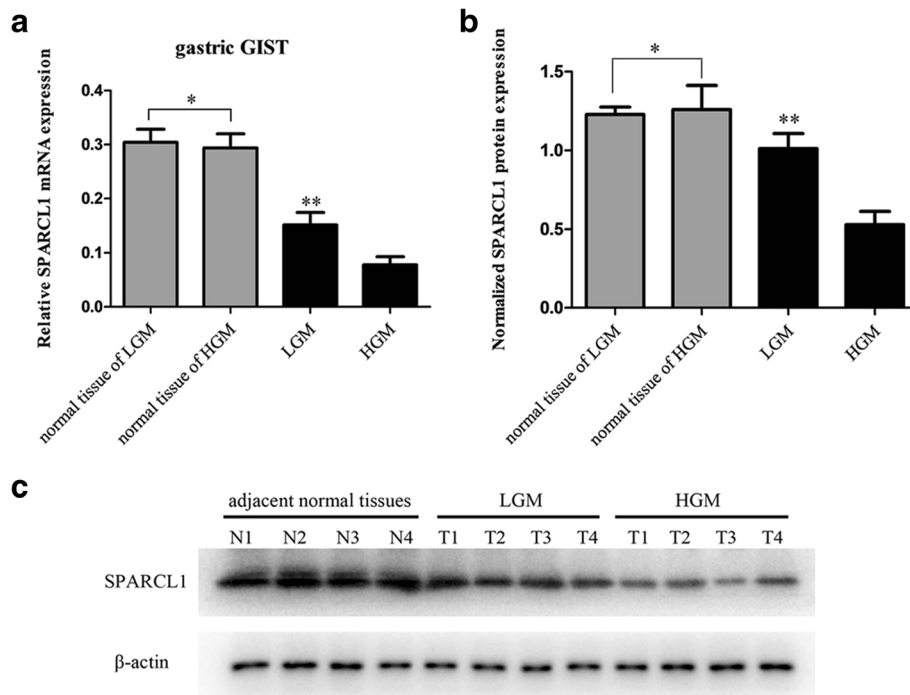 a
gastric GIST
Relative SPARCL1 mRNA expression
0.4
0.3
0.2
0.1
0.0
*
**
normal tissue of LGM
normal tissue of HGM
LGM
HGM
b
Normalized SPARCL1 protein expression
1.5
1.0
0.5
0.0
*
**
normal tissue of LGM
normal tissue of HGM
LGM
HGM
c
adjacent normal tissues LGM HGM
N1 N2 N3 N4 T1 T2 T3 T4 T1 T2 T3 T4
SPARCL1
β-actin